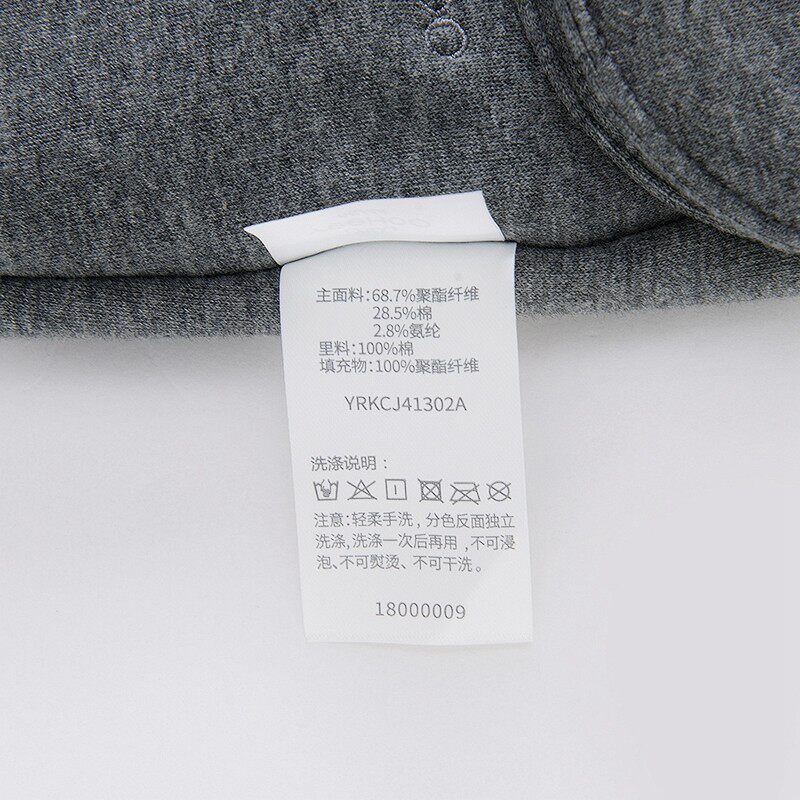 主面料:68.7%聚酯纤维
28.5%棉
2.8%氨纶
里料:100%棉
填充物:100%聚酯纤维
YRKCJ41302A
洗涤说明:
注意:轻柔手洗,分色反面独立
洗涤,洗涤一次后再用,不可浸
泡、不可熨烫、不可干洗。
18000009